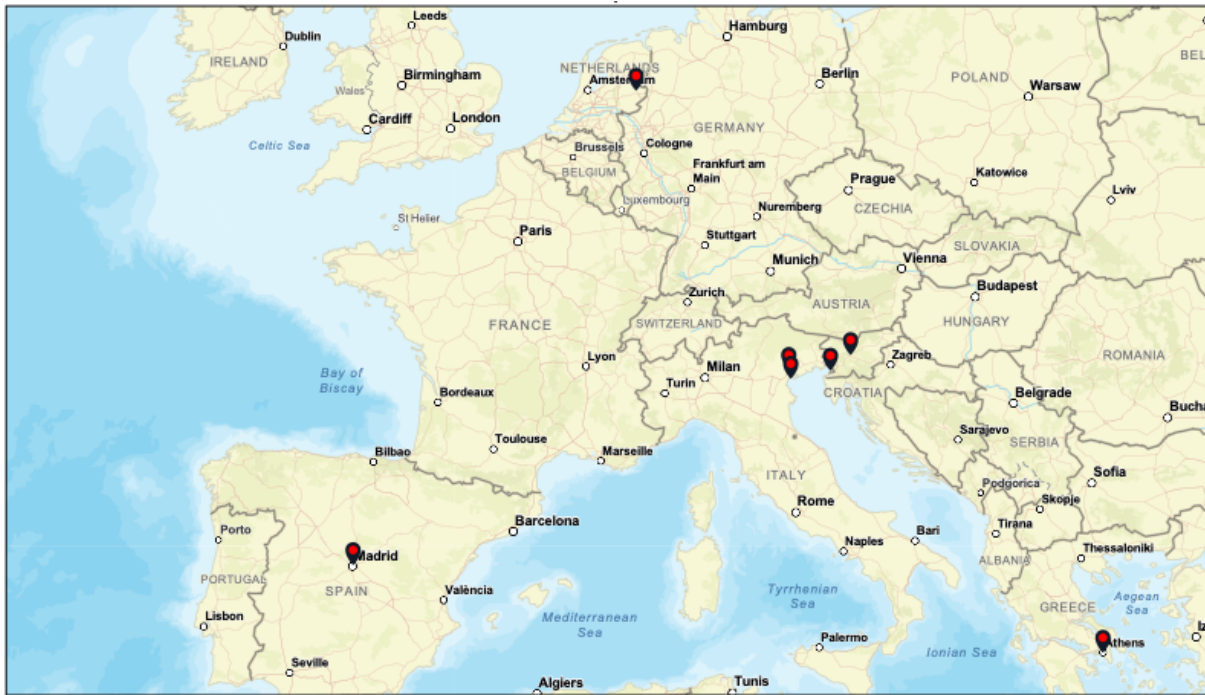 Leeds
Hamburg
Dublin
IRELAND
NETHERLANDS
Amsterdam
Birmingham
Berlin
POLAND
Warsaw
Wales
Cardiff
London
GERMANY
Celtic Sea
Brussels
Cologne
BELGIUM
Frankfurt am
Main
Prague
Katowice
Lviv
Luxembourg
CZECHIA
St Helier
Nuremberg
Paris
Stuttgart
SLOVAKIA
Munich
Vienna
Zurich
Budapest
AUSTRIA
FRANCE
SWITZERLAND
HUNGARY
Lyon
Milan
Zagreb
ROMANIA
Bay of
Biscay
Turin
CROATIA
Bordeaux
Belgrade
Bucha
Toulouse
Sarajevo
SERBIA
Bilbao
Marseille
ITALY
Sofia
Podgorica
Skopje
Rome
Barcelona
Tirana
Porto
Naples
Bari
Madrid
Thessaloniki
ALBANIA
PORTUGAL
SPAIN
València
Tyrrhenian
Sea
Aegean
Sea
GREECE
Lisbon
Mediterranean
Sea
Palermo
Ionian Sea
Athens
Seville
Algiers
Tunis
BEL
Iz